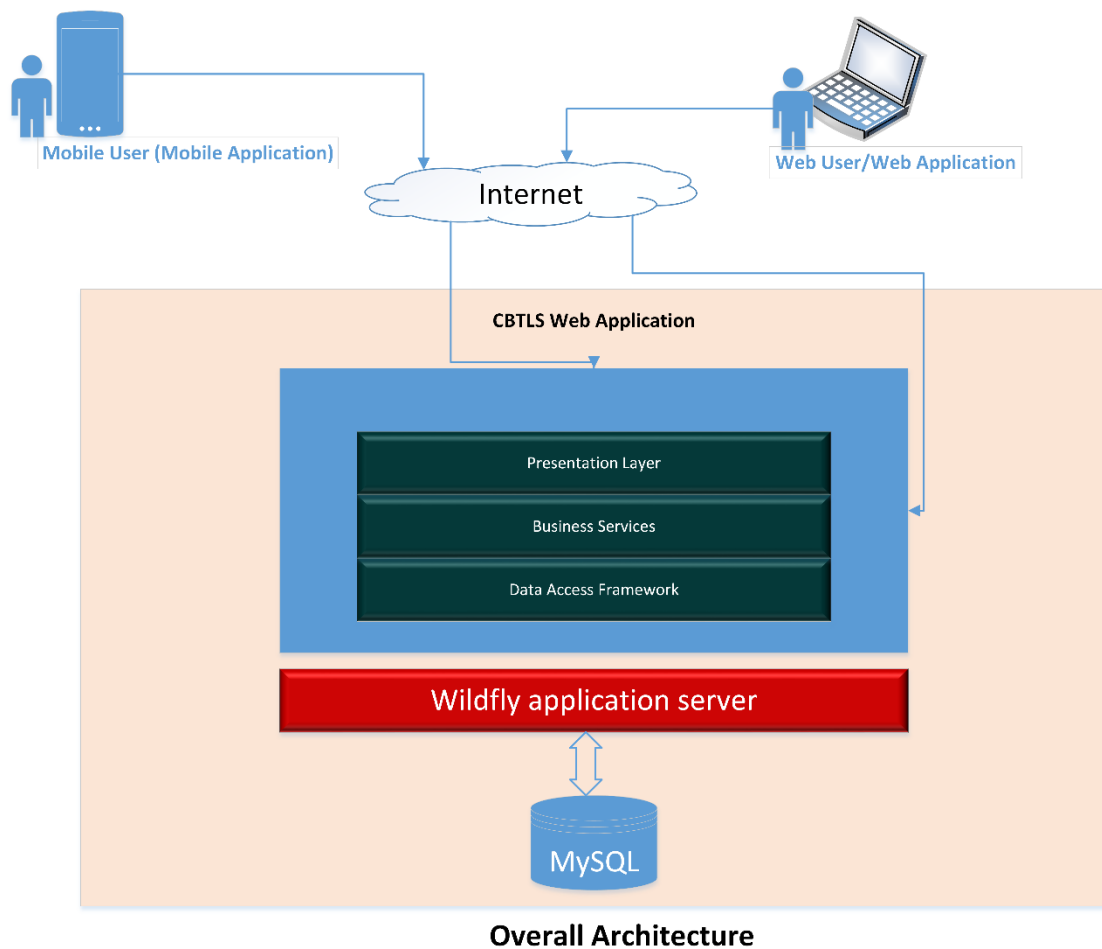 Mobile User (Mobile Application)
Web User/Web Application
Internet
CBTLS Web Application
Presentation Layer
Business Services
Data Access Framework
Wildfly application server
MySQL
Overall Architecture